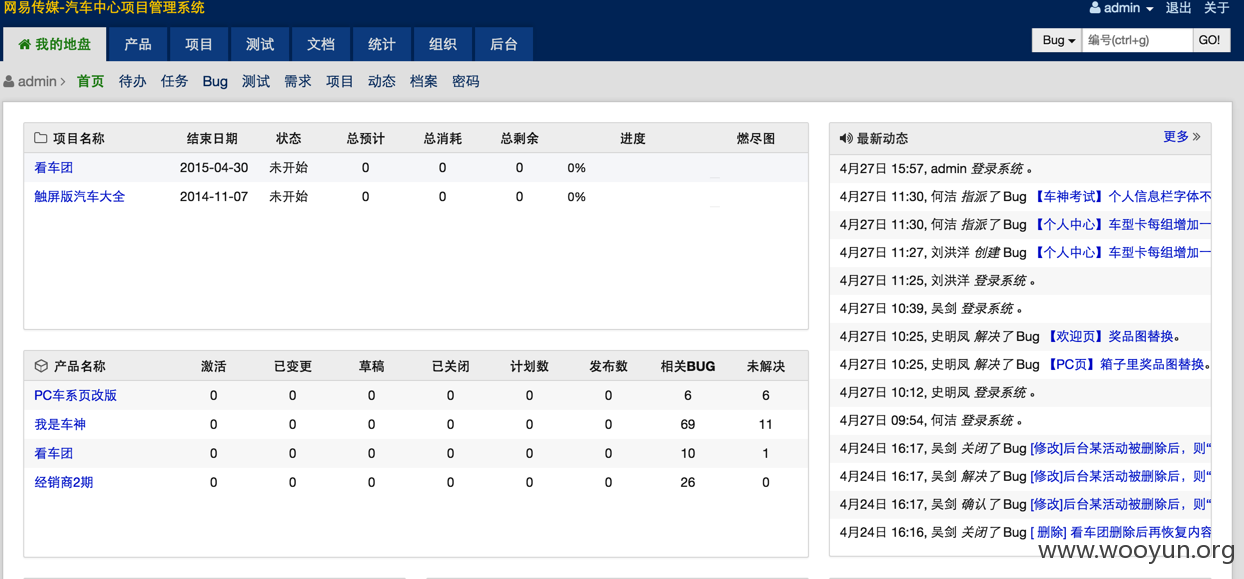 网易传媒-汽车中心项目管理系统
admin 退出 关于
我的地盘 产品 项目 测试 文档 统计 组织 后台
Bug 编号(ctrl+g) GO!
admin 首页 待办 任务 Bug 测试 需求 项目 动态 档案 密码
项目名称 结束日期 状态 总预计 总消耗 总剩余 进度 燃尽图
看车团 2015-04-30 未开始 0 0 0 0%
触屏版汽车大全 2014-11-07 未开始 0 0 0 0%
产品名称 激活 已变更 草稿 已关闭 计划数 发布数 相关BUG 未解决
PC车系页改版 0 0 0 0 0 0 6 6
我是车神 0 0 0 0 0 0 69 11
看车团 0 0 0 0 0 0 10 1
经销商2期 0 0 0 0 0 0 26 0
最新动态 更多
4月27日 15:57, admin 登录系统 。
4月27日 11:30, 何洁 指派了 Bug 【车神考试】个人信息栏字体不
4月27日 11:30, 何洁 指派了 Bug 【个人中心】车型卡每组增加一
4月27日 11:27, 刘洪洋 创建 Bug 【个人中心】车型卡每组增加一
4月27日 11:25, 刘洪洋 登录系统 。
4月27日 10:39, 吴剑 登录系统 。
4月27日 10:25, 史明凤 解决了 Bug 【欢迎页】奖品图替换。
4月27日 10:25, 史明凤 解决了 Bug 【PC页】箱子里奖品图替换。
4月27日 10:12, 史明凤 登录系统 。
4月27日 09:54, 何洁 登录系统 。
4月24日 16:17, 吴剑 关闭了 Bug [修改]后台某活动被删除后，则“
4月24日 16:17, 吴剑 解决了 Bug [修改]后台某活动被删除后，则“
4月24日 16:17, 吴剑 确认了 Bug [修改]后台某活动被删除后，则“
4月24日 16:16, 吴剑 关闭了 Bug [ 删除] 看车团删除后再恢复内容
www.wooyun.org